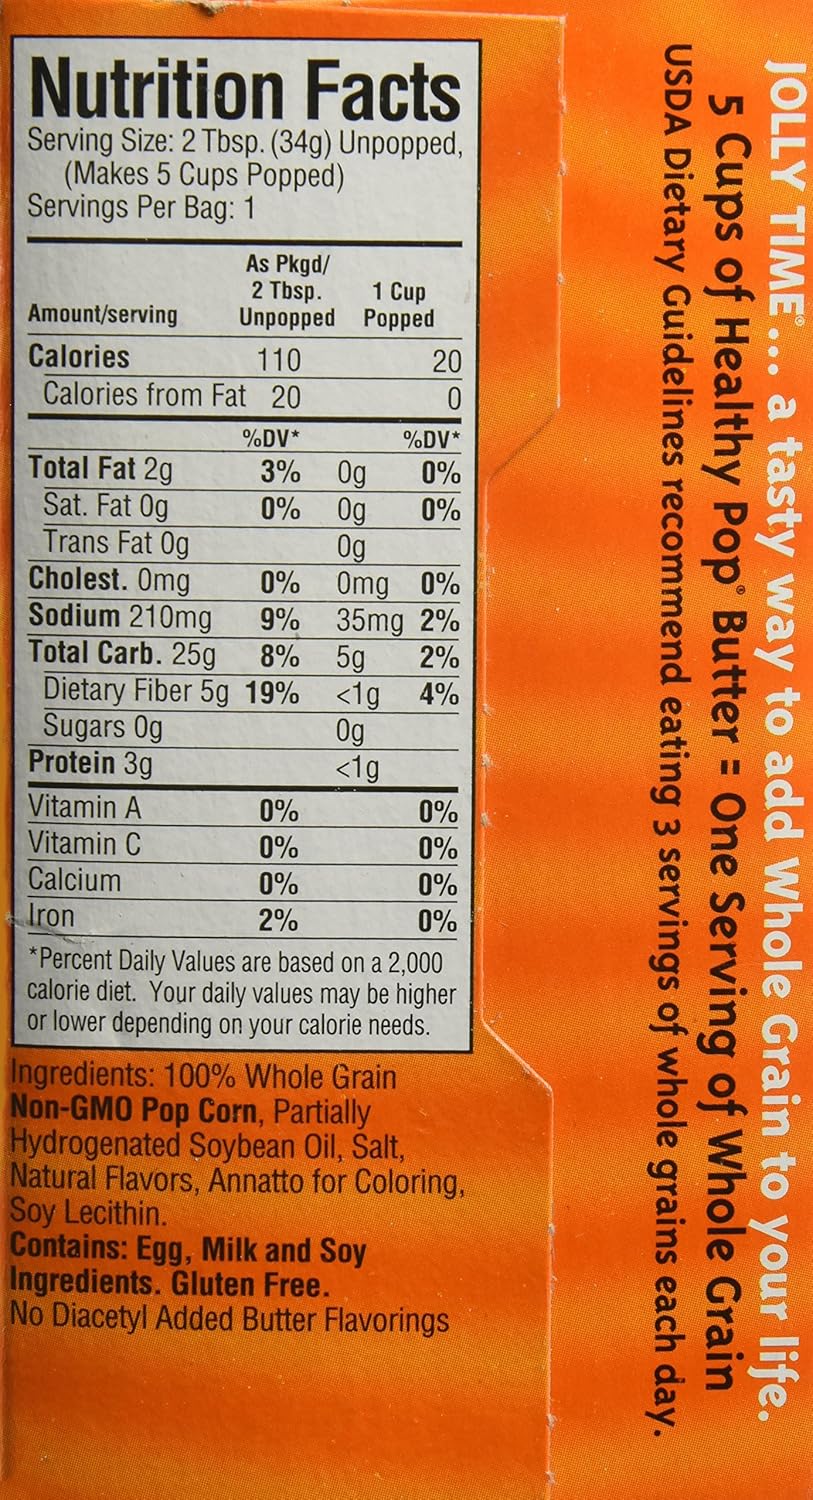 Nutrition Facts
Serving Size: 2 Tbsp. (34g) Unpopped,
(Makes 5 Cups Popped)
Servings Per Bag: 1
As Pkgd/
2 Tbsp. 1 Cup
Amount/serving Unpopped Popped
Calories 110 20
Calories from Fat 20 0
%DV* %DV*
Total Fat 2g 3% 0g 0%
Sat. Fat 0g 0% 0g 0%
Trans Fat 0g 0g
Cholest. 0mg 0% 0mg 0%
Sodium 210mg 9% 35mg 2%
Total Carb. 25g 8% 5g 2%
Dietary Fiber 5g 19% <1g 4%
Sugars 0g 0g
Protein 3g <1g
Vitamin A 0% 0%
Vitamin C 0% 0%
Calcium 0% 0%
Iron 2% 0%
*Percent Daily Values are based on a 2,000
calorie diet. Your daily values may be higher
or lower depending on your calorie needs.
Ingredients: 100% Whole Grain
Non-GMO Pop Corn, Partially
Hydrogenated Soybean Oil, Salt,
Natural Flavors, Annatto for Coloring,
Soy Lecithin.
Contains: Egg, Milk and Soy
Ingredients. Gluten Free.
No Diacetyl Added Butter Flavorings
JOLLY TIME® ... a tasty way to add Whole Grain to your life.
5 Cups of Healthy Pop® Butter = One Serving of Whole Grain
USDA Dietary Guidelines recommend eating 3 servings of whole grains each day.